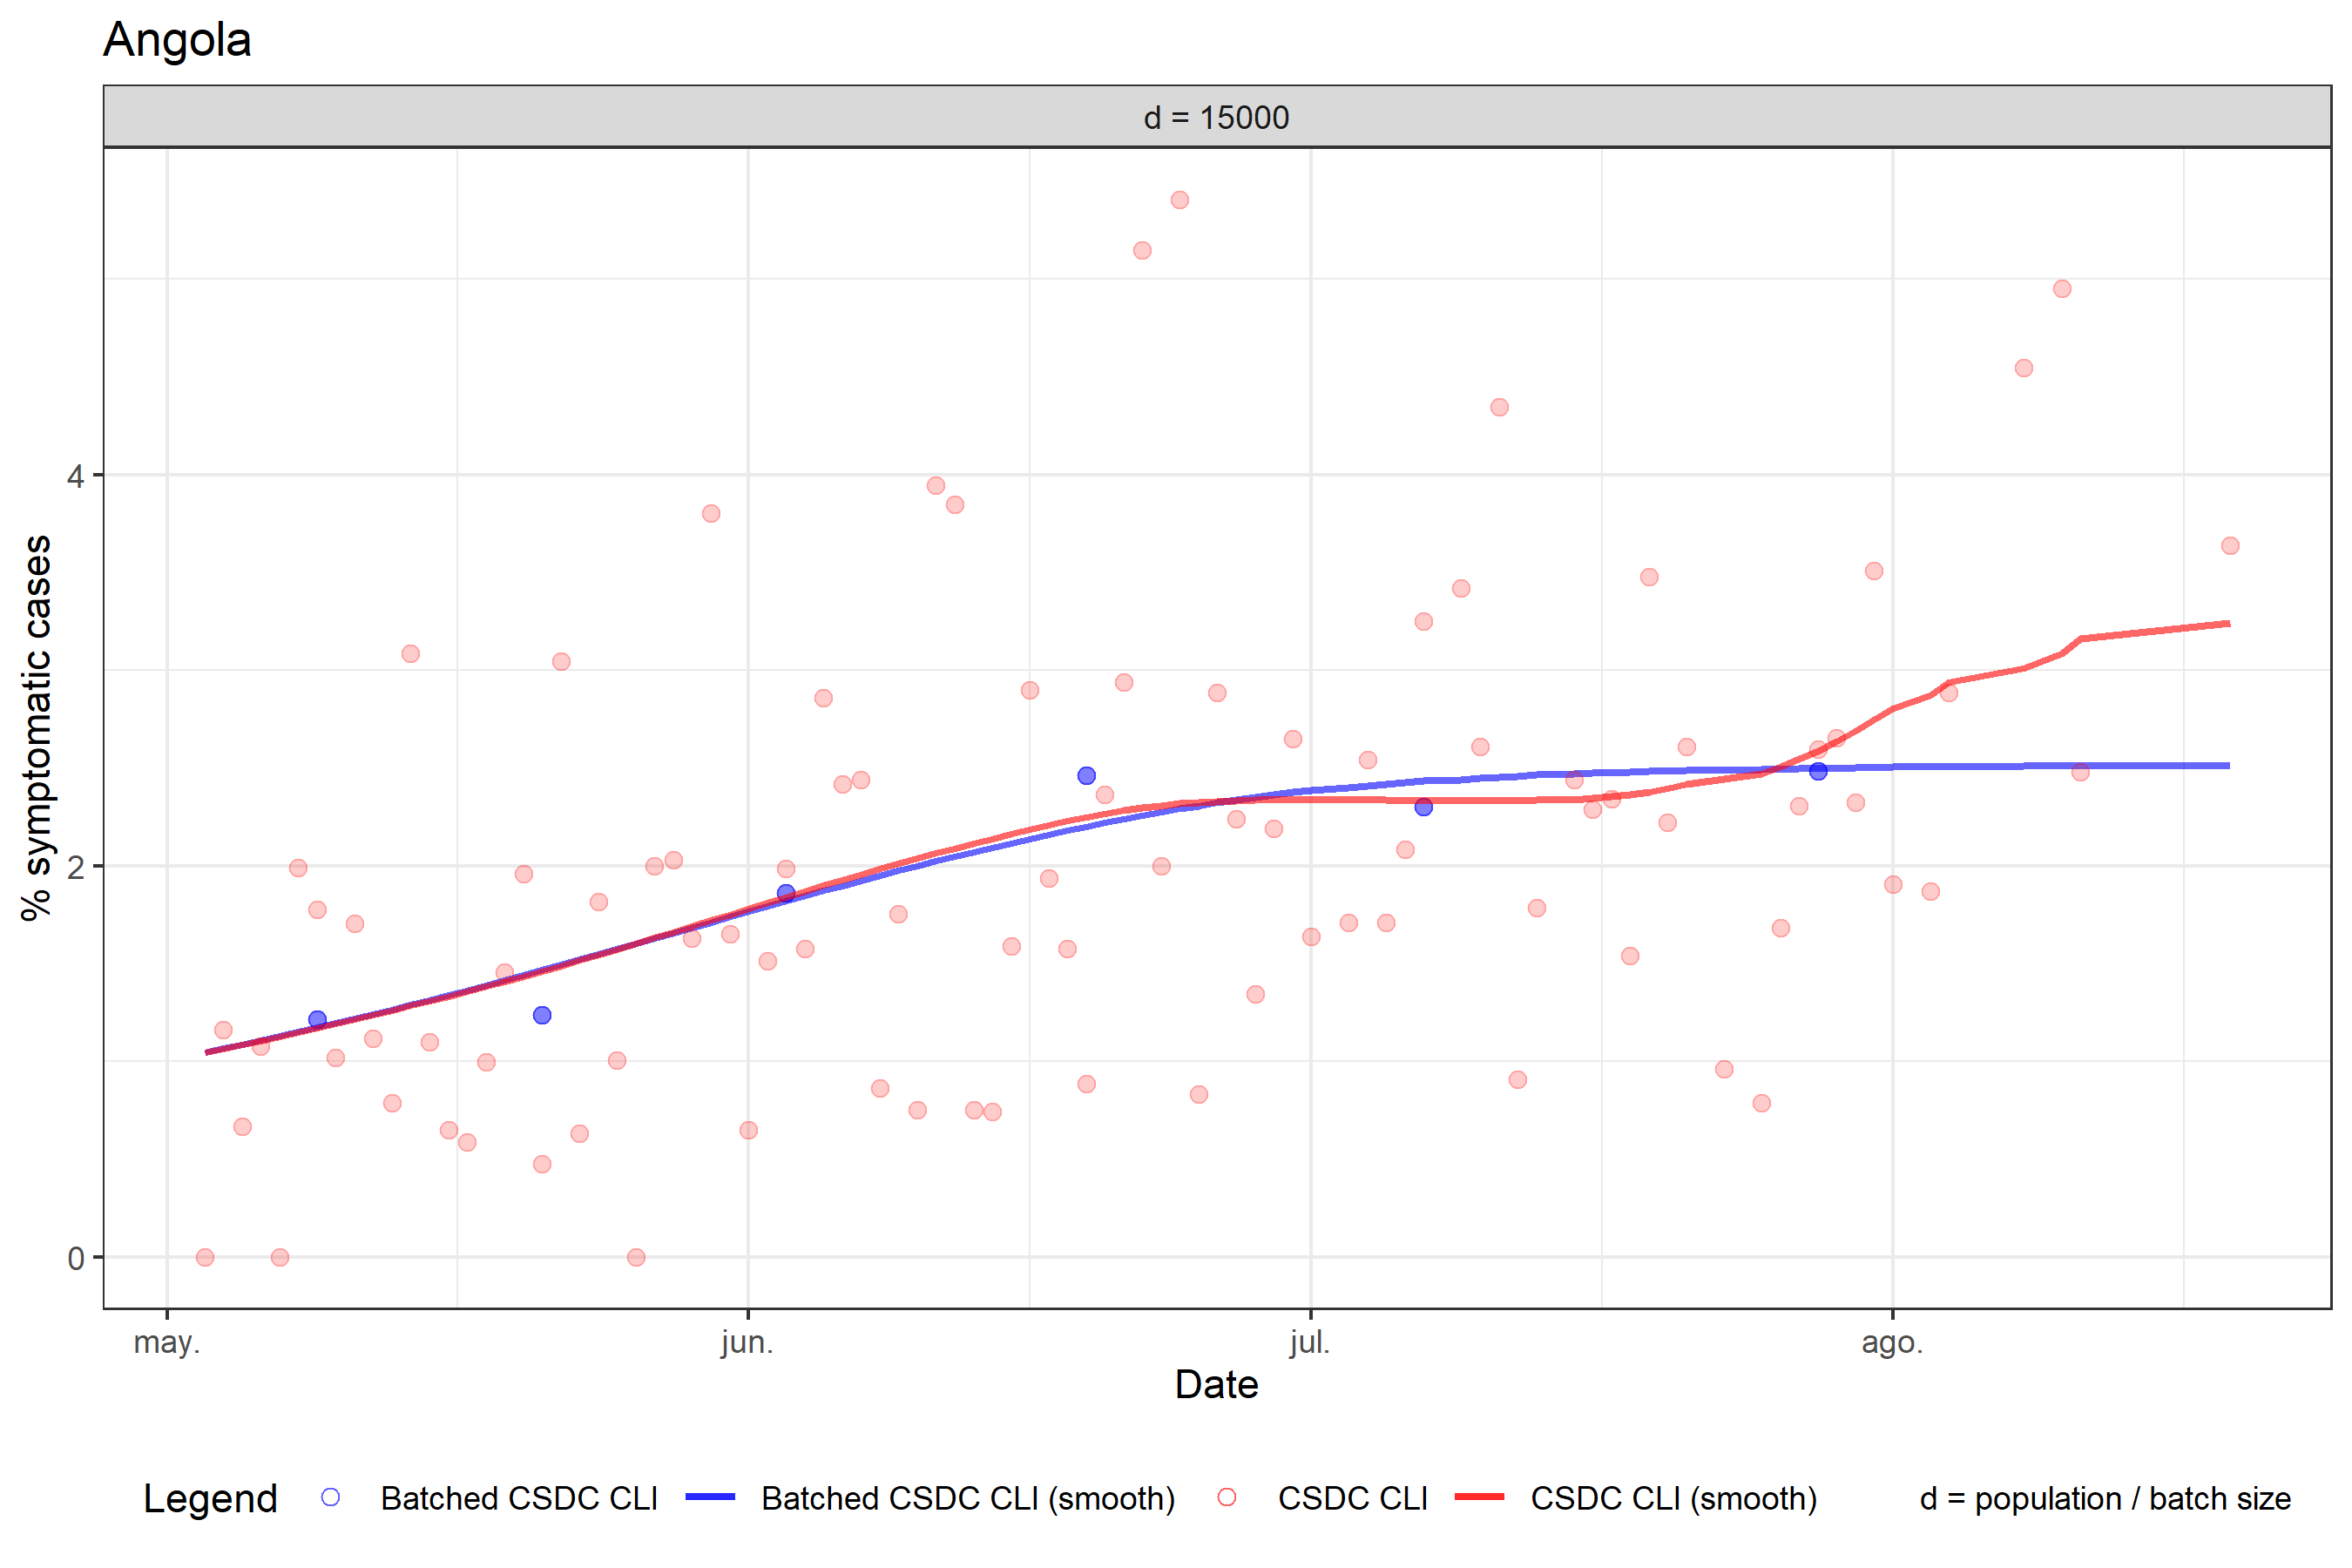 Angola
d = 15000
% symptomatic cases
4
2
0
may.
jun.
jul.
ago.
Date
Legend
Batched CSDC CLI
Batched CSDC CLI (smooth)
CSDC CLI
CSDC CLI (smooth)
d = population / batch size